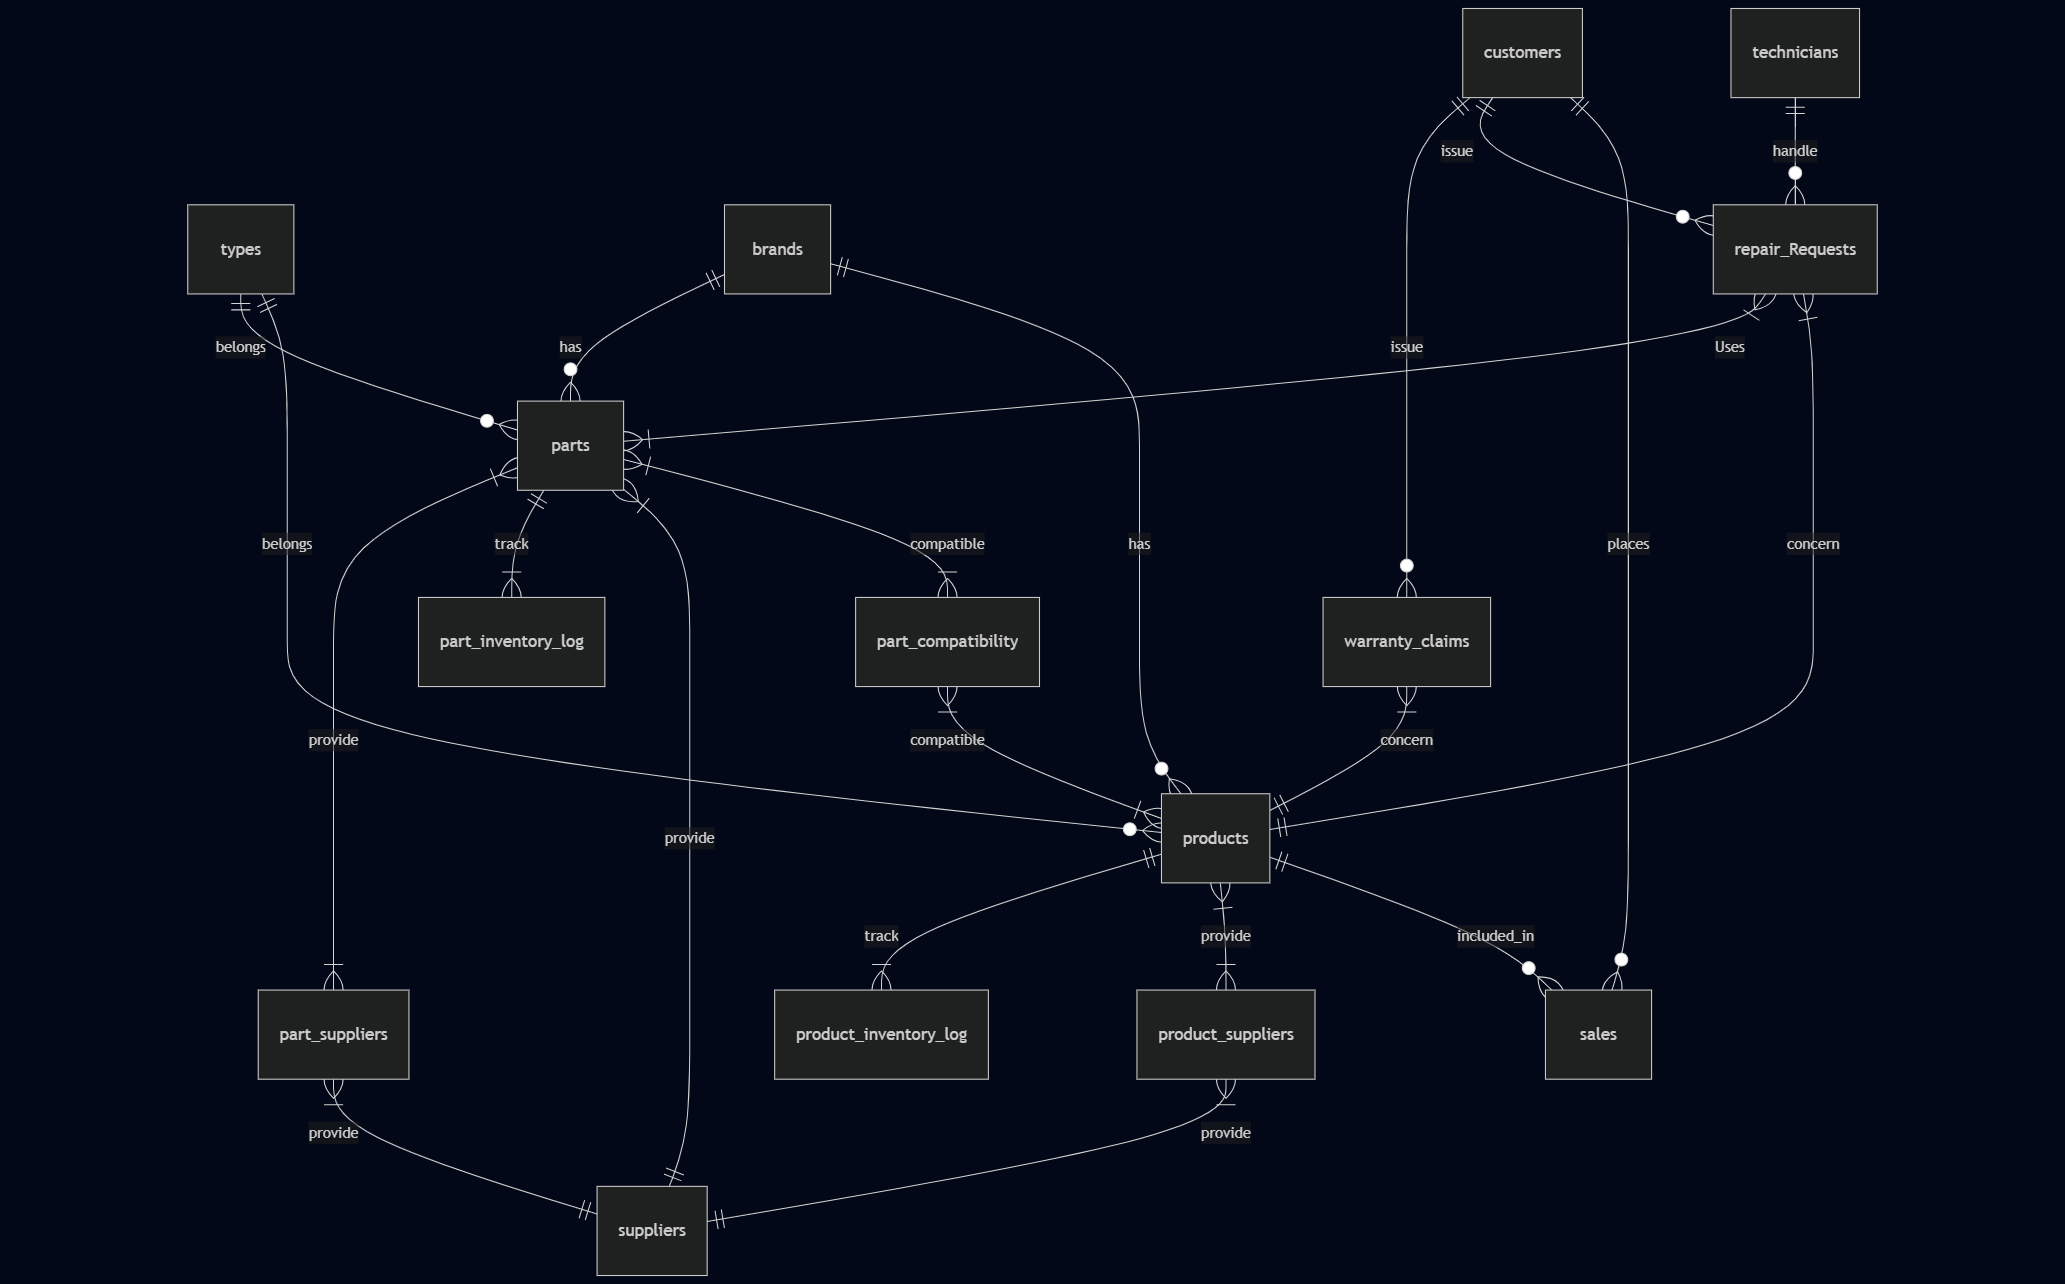 customers
technicians
issue
handle
types
brands
repair_Requests
belongs
has
issue
Uses
parts
belongs
track
compatible
has
places
concern
part_inventory_log
part_compatibility
warranty_claims
provide
compatible
concern
provide
products
track
provide
included_in
part_suppliers
product_inventory_log
product_suppliers
sales
provide
provide
suppliers